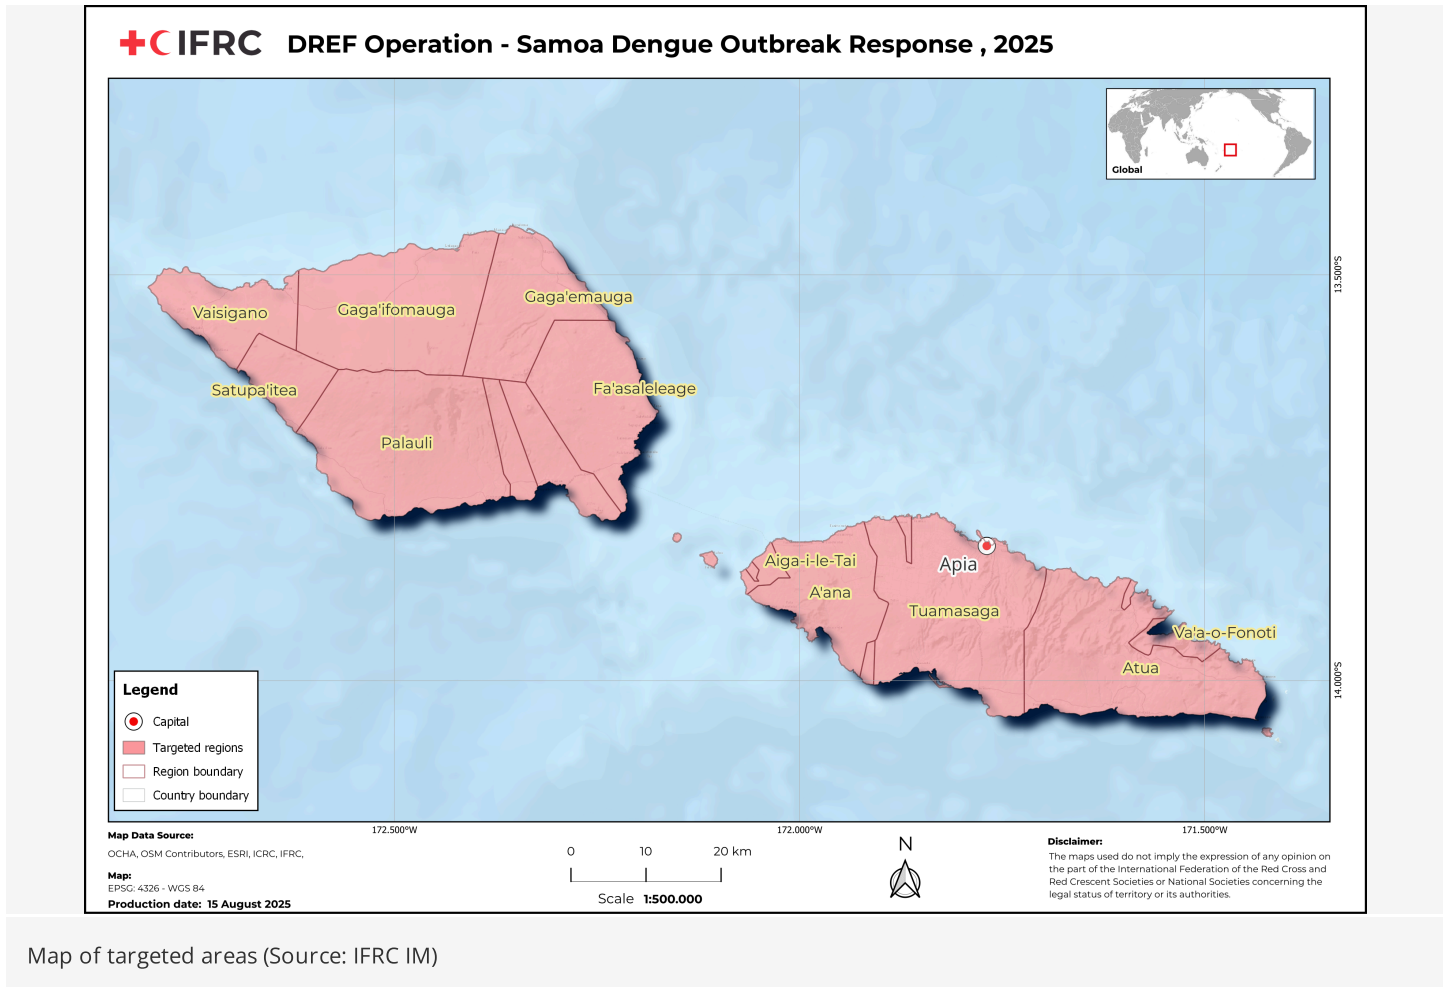 IFRC DREF Operation - Samoa Dengue Outbreak Response , 2025
Global
13.500°S
Gaga'emauga
Gaga'ifomauga
Vaisigano
Satupa'itea
Fa'asaleleage
Palauli
Aiga-i-le-Tai
Apia
A'ana
Tuamasaga
Va'a-o-Fonoti
Atua
14.000°S
Legend
Capital
Targeted regions
Region boundary
Country boundary
172.500°W
172.000°W
171.500°W
Map Data Source:
OCHA, OSM Contributors, ESRI, ICRC, IFRC,
Map:
EPSG: 4326 - WGS 84
Production date: 15 August 2025
0 10 20 km
Scale 1:500.000
N
Disclaimer:
The maps used do not imply the expression of any opinion on
the part of the International Federation of the Red Cross and
Red Crescent Societies or National Societies concerning the
legal status of territory or its authorities.
Map of targeted areas (Source: IFRC IM)